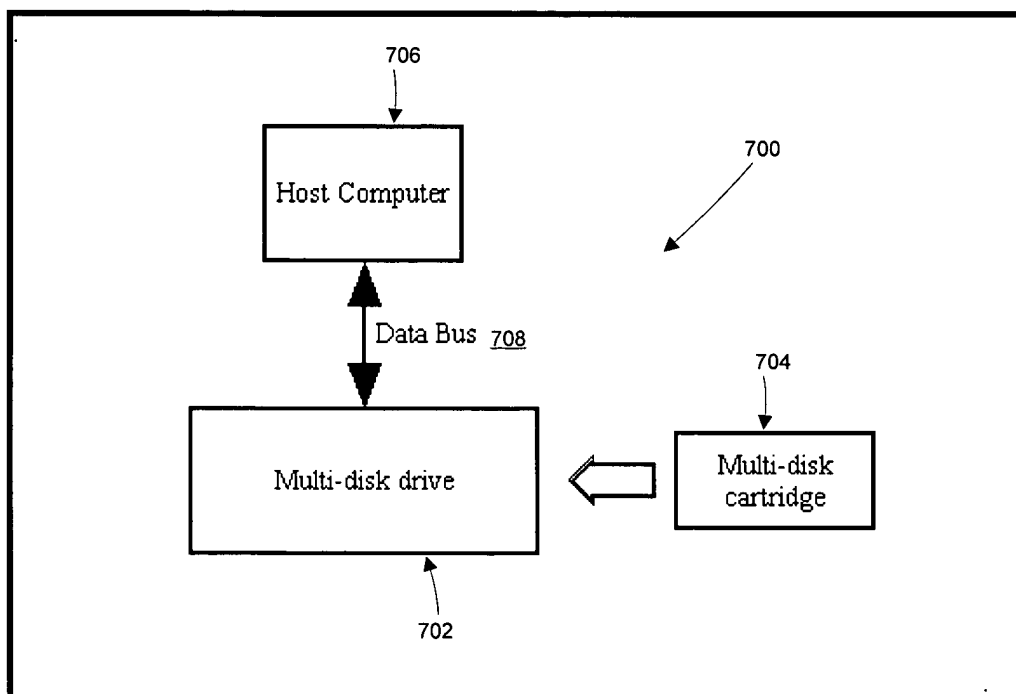 706
700
Host Computer
Data Bus 708
704
Multi-disk drive
Multi-disk
cartridge
702